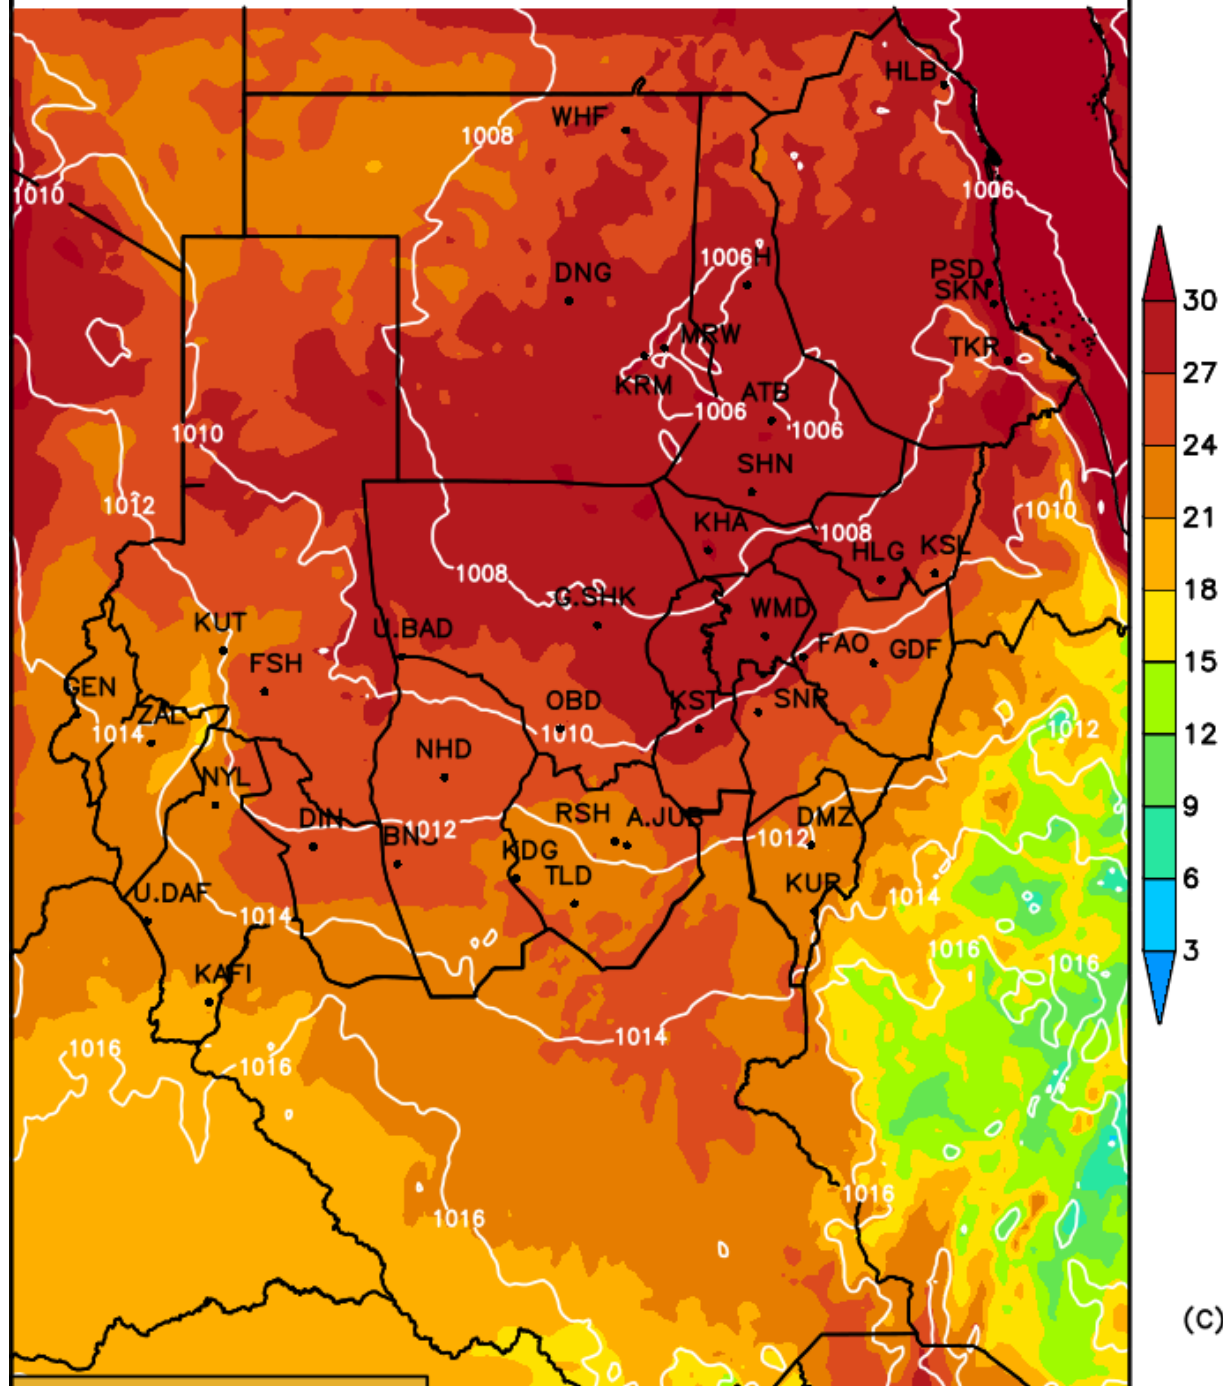 HLB
WHF
1008
1010
1006
1006 H
PSD
DNG
SKN
30
MRW
TKR
27
KRM
ATB
1006
1010
1006
24
SHN
1012
1010
21
KHA
1008
HLG KSL
1008
18
G.SHK
WMD
KUT
U.BAD
FAO GDF
15
FSH
GEN
OBD
KST SNR
ZAL
1014
1010
1012
12
NHD
NYL
9
RSH A.JUB
DIN
1012
DMZ
BNJ
1012
KDG
TLD
6
KUR
U.DAF
1014
1014
1016
3
KAFI
1016
1014
1016
1016
1016
1016
(C)